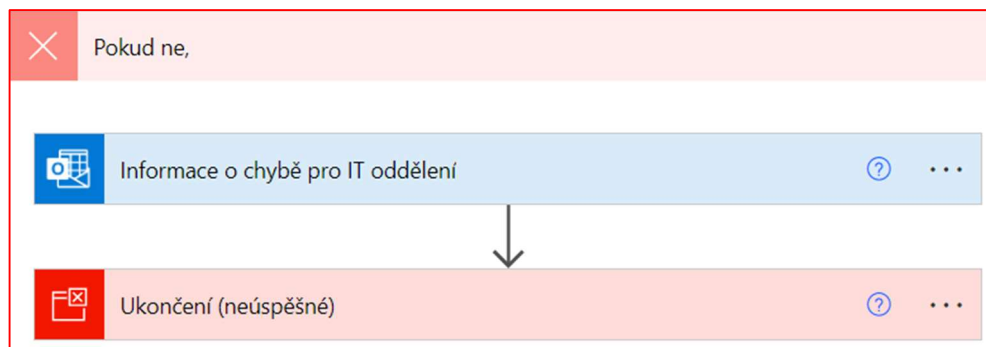 Pokud ne,
Informace o chybě pro IT oddělení
Ukončení (neúspěšné)